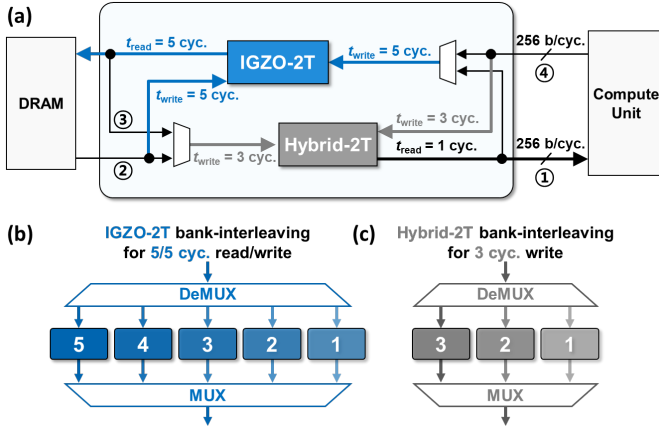 (a)
t_read = 5 cyc.
IGZO-2T
t_write = 5 cyc.
256 b/cyc.
④
DRAM
t_write = 5 cyc.
Compute
Unit
③
t_write = 3 cyc.
256 b/cyc.
②
t_write = 3 cyc.
Hybrid-2T
t_read = 1 cyc.
①
(b)
IGZO-2T bank-interleaving
for 5/5 cyc. read/write
DeMUX
5 4 3 2 1
MUX
(c)
Hybrid-2T bank-interleaving
for 3 cyc. write
DeMUX
3 2 1
MUX